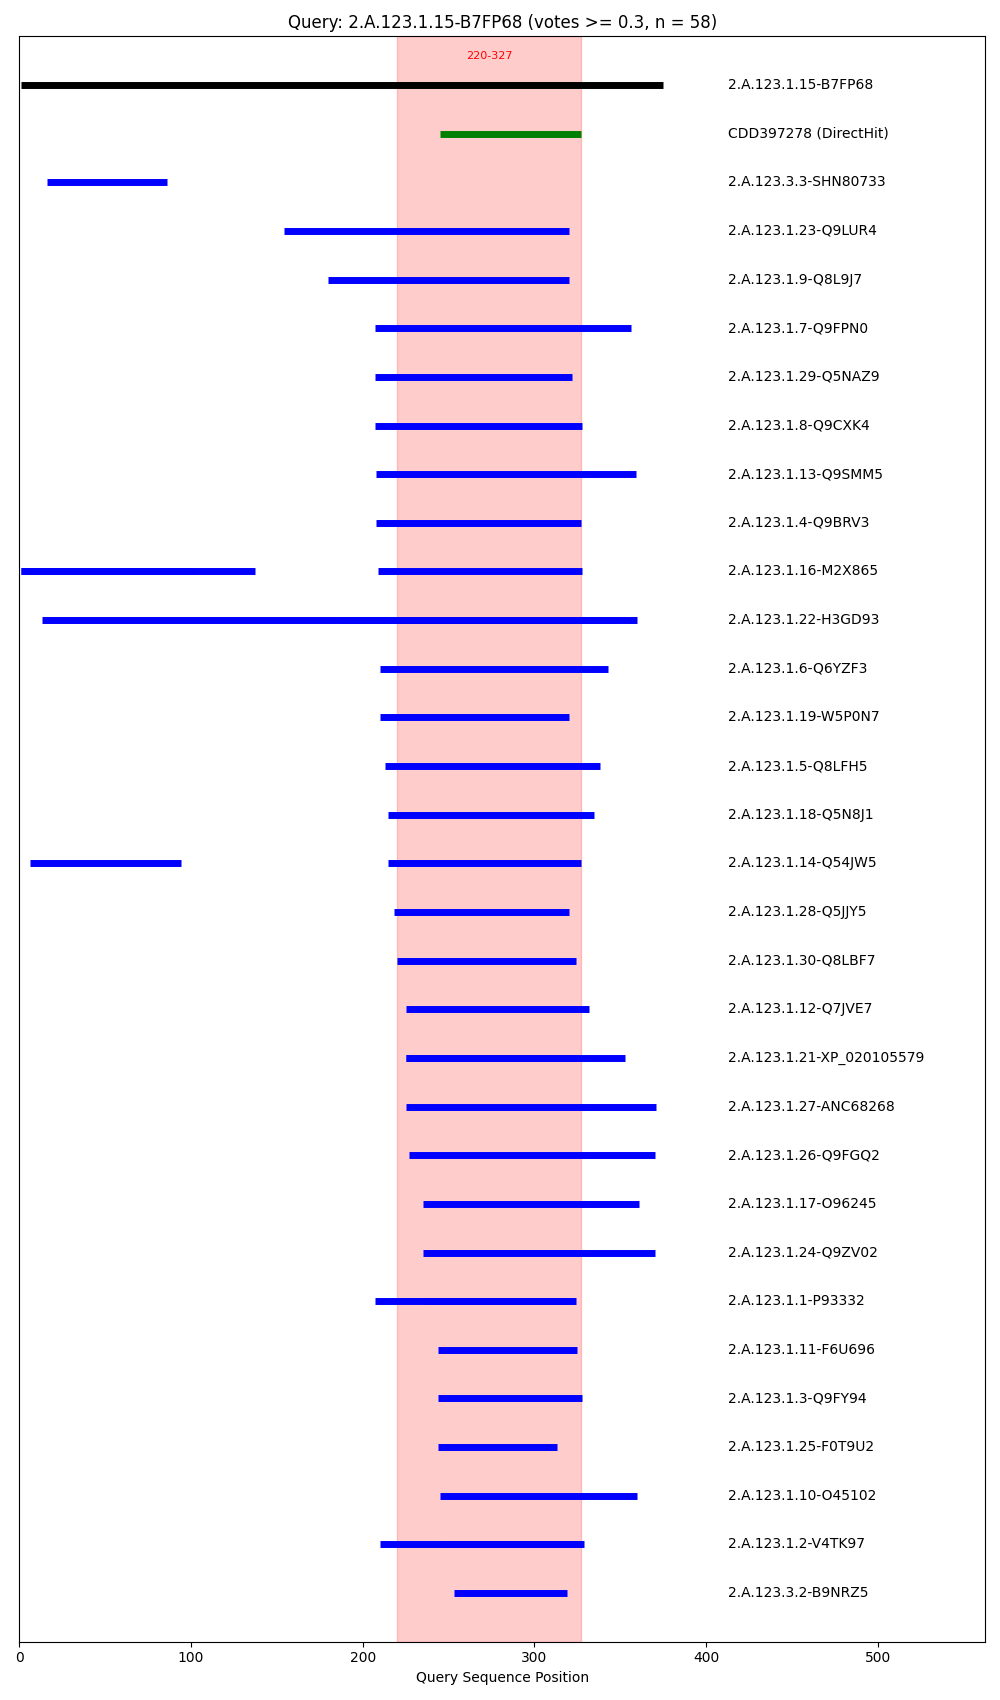 Query: 2.A.123.1.15-B7FP68 (votes >= 0.3, n = 58)
220-327
2.A.123.1.15-B7FP68
CDD397278 (DirectHit)
2.A.123.3.3-SHN80733
2.A.123.1.23-Q9LUR4
2.A.123.1.9-Q8L9J7
2.A.123.1.7-Q9FPN0
2.A.123.1.29-Q5NAZ9
2.A.123.1.8-Q9CXK4
2.A.123.1.13-Q9SMM5
2.A.123.1.4-Q9BRV3
2.A.123.1.16-M2X865
2.A.123.1.22-H3GD93
2.A.123.1.6-Q6YZF3
2.A.123.1.19-W5P0N7
2.A.123.1.5-Q8LFH5
2.A.123.1.18-Q5N8J1
2.A.123.1.14-Q54JW5
2.A.123.1.28-Q5JJY5
2.A.123.1.30-Q8LBF7
2.A.123.1.12-Q7JVE7
2.A.123.1.21-XP_020105579
2.A.123.1.27-ANC68268
2.A.123.1.26-Q9FGQ2
2.A.123.1.17-O96245
2.A.123.1.24-Q9ZV02
2.A.123.1.1-P93332
2.A.123.1.11-F6U696
2.A.123.1.3-Q9FY94
2.A.123.1.25-F0T9U2
2.A.123.1.10-O45102
2.A.123.1.2-V4TK97
2.A.123.3.2-B9NRZ5
0 100 200 300 400 500
Query Sequence Position